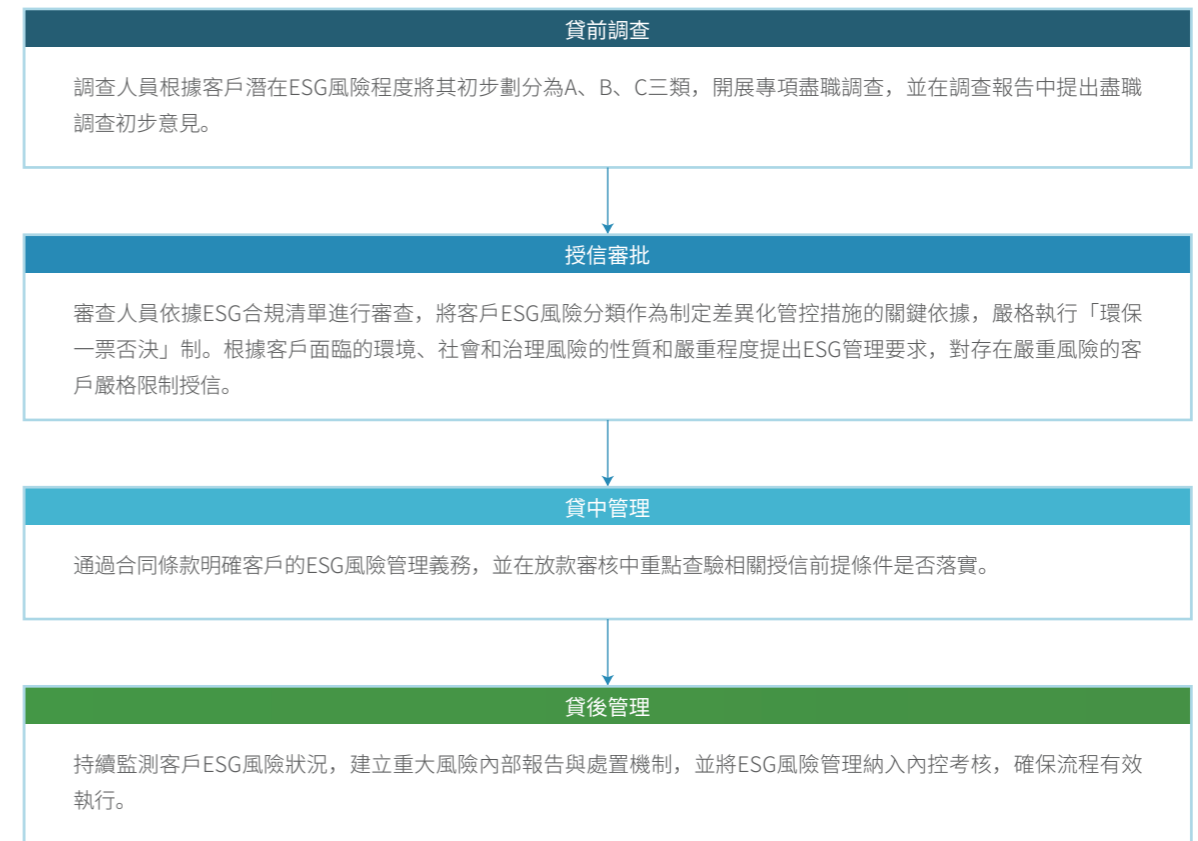 貸前調查
調查人員根據客戶潛在ESG風險程度將其初步劃分為A、B、C三類，開展專項盡職調查，並在調查報告中提出盡職
調查初步意見。
授信審批
審查人員依據ESG合規清單進行審查，將客戶ESG風險分類作為制定差異化管控措施的關鍵依據，嚴格執行「環保
一票否決」制。根據客戶面臨的環境、社會和治理風險的性質和嚴重程度提出ESG管理要求，對存在嚴重風險的客
戶嚴格限制授信。
貸中管理
通過合同條款明確客戶的ESG風險管理義務，並在放款審核中重點查驗相關授信前提條件是否落實。
貸後管理
持續監測客戶ESG風險狀況，建立重大風險內部報告與處置機制，並將ESG風險管理納入內控考核，確保流程有效
執行。